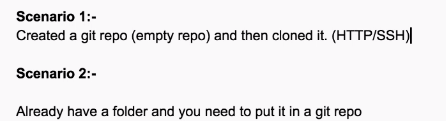 Scenario 1:-
Created a git repo (empty repo) and then cloned it. (HTTP/SSH)
Scenario 2:-
Already have a folder and you need to put it in a git repo